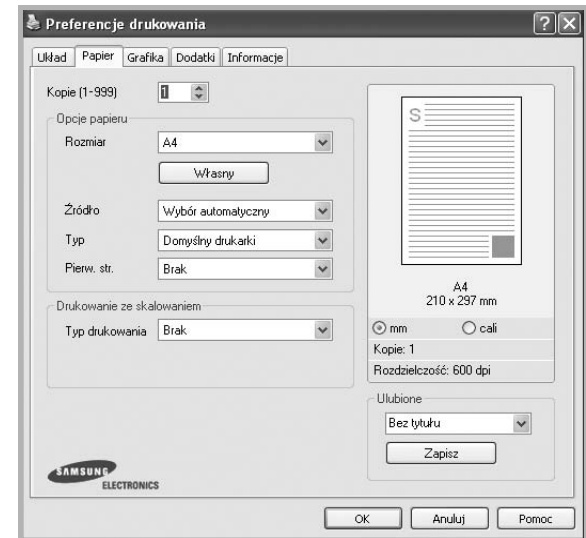 Preferencje drukowania
Układ Papier Grafika Dodatki Informacje
Kopie (1-999) 1
Opcje papieru
Rozmiar A4
Własny
Źródło Wybór automatyczny
Typ Domyślny drukarki
Pierw. str. Brak
Drukowanie ze skalowaniem
Typ drukowania Brak
SAMSUNG
ELECTRONICS
S
A4
210 x 297 mm
mm cali
Kopie: 1
Rozdzielczość: 600 dpi
Ulubione
Bez tytułu
Zapisz
OK Anuluj Pomoc